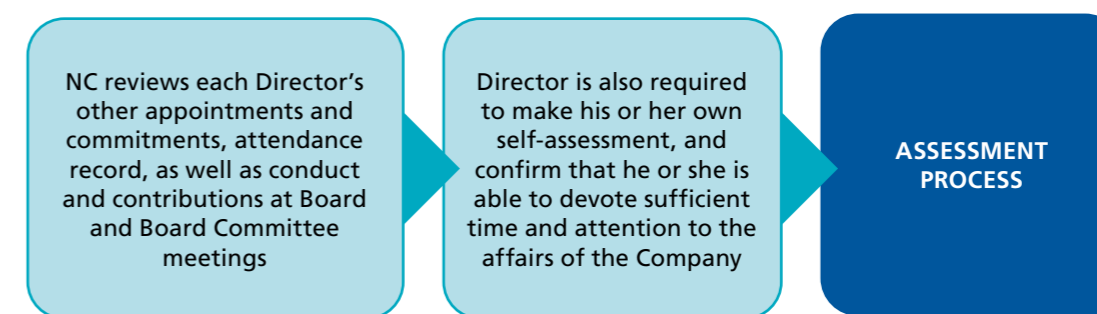 NC reviews each Director’s
other appointments and
commitments, attendance
record, as well as conduct
and contributions at Board
and Board Committee
meetings
Director is also required
to make his or her own
self-assessment, and
confirm that he or she is
able to devote sufficient
time and attention to the
affairs of the Company
ASSESSMENT
PROCESS